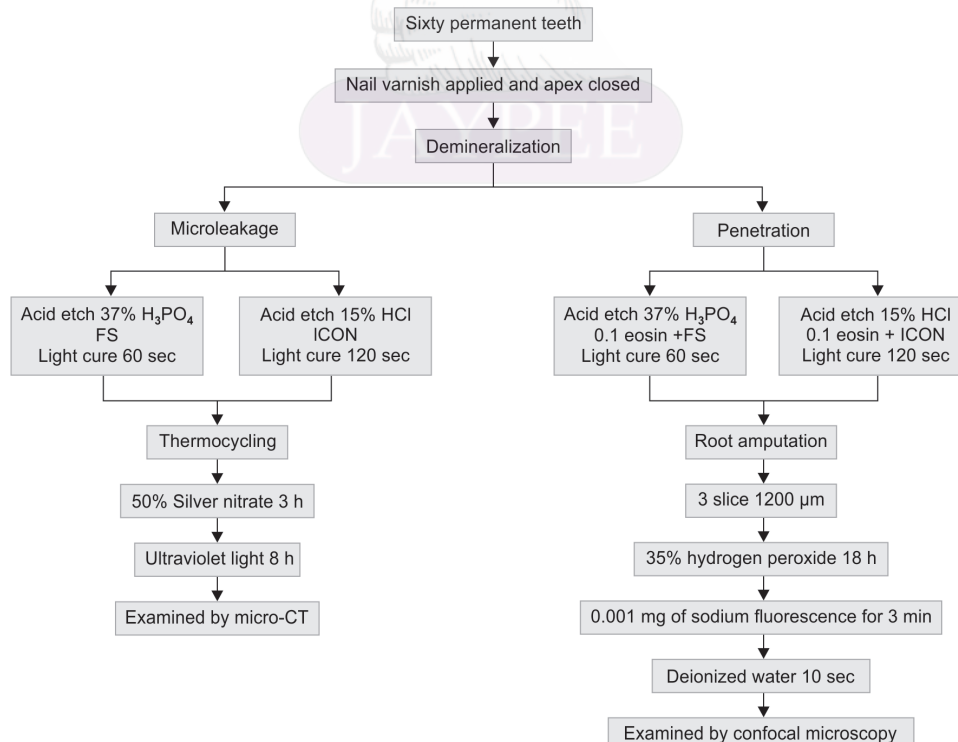 Sixty permanent teeth
Nail varnish applied and apex closed
JAYPEE
Demineralization
Microleakage
Penetration
Acid etch 37% H₃PO₄
FS
Light cure 60 sec
Acid etch 15% HCl
ICON
Light cure 120 sec
Acid etch 37% H₃PO₄
0.1 eosin +FS
Light cure 60 sec
Acid etch 15% HCl
0.1 eosin + ICON
Light cure 120 sec
Thermocycling
50% Silver nitrate 3 h
Ultraviolet light 8 h
Examined by micro-CT
Root amputation
3 slice 1200 µm
35% hydrogen peroxide 18 h
0.001 mg of sodium fluorescence for 3 min
Deionized water 10 sec
Examined by confocal microscopy